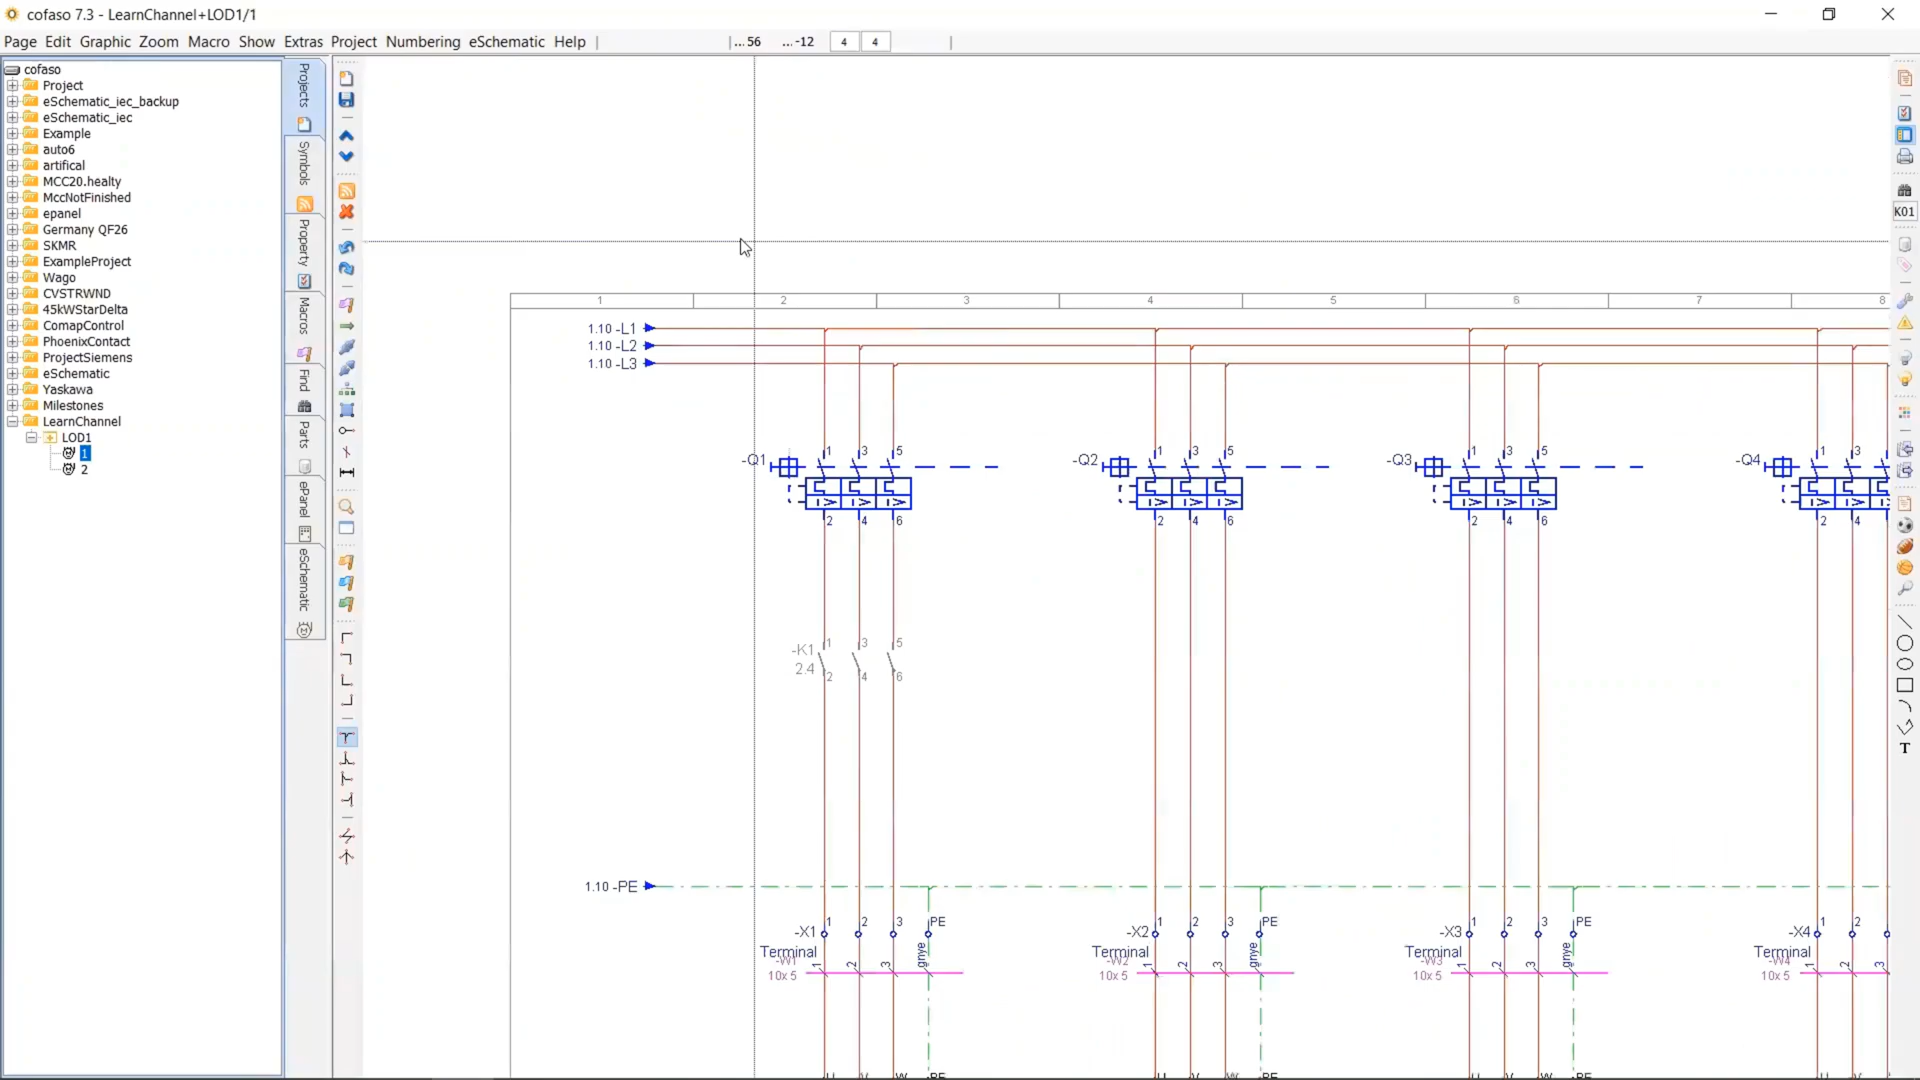 cofaso 7.3 - LearnChannel+LOD1/1
Page Edit Graphic Zoom Macro Show Extras Project Numbering eSchematic Help
...56 ...-12 4 4
cofaso
Project
eSchematic_iec_backup
eSchematic_iec
Example
auto6
artifical
MCC20.healty
MccNotFinished
epanel
Germany QF26
SKMR
ExampleProject
Wago
CVSTRWND
45kWStarDelta
ComapControl
PhoenixContact
ProjectSiemens
eSchematic
Yaskawa
Milestones
LearnChannel
LOD1
1
2
Projects
Symbols
Property
Macros
Find
Parts
ePanel
eSchematic
1 2 3 4 5 6 7 8
1.10 -L1
1.10 -L2
1.10 -L3
-Q1 1 3 5
2 4 6
-Q2 1 3 5
2 4 6
-Q3 1 3 5
2 4 6
-Q4 1 3 5
2 4
-K1 1 3 5
2.4 2 4 6
1.10 -PE
-X1 1 2 3 PE
Terminal
-W1 1 2 3 gnye
10x 5
-X2 1 2 3 PE
Terminal
-W2 1 2 3 gnye
10x 5
-X3 1 2 3 PE
Terminal
-W3 1 2 3 gnye
10x 5
-X4 1 2
Terminal
-W4 1 2 3
10x 5
K01
T